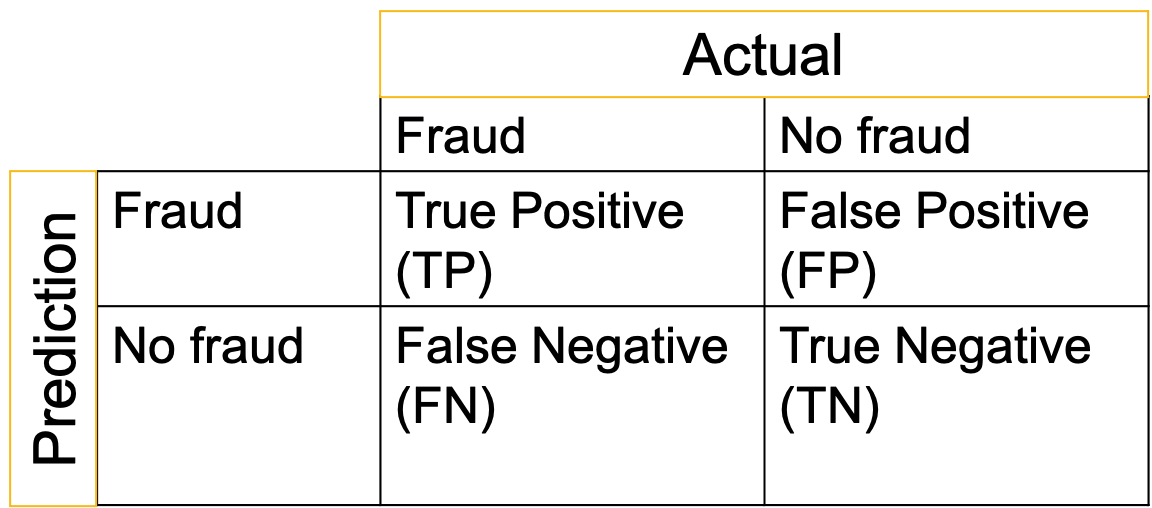 Actual
Fraud
No fraud
Prediction
Fraud
True Positive
(TP)
False Positive
(FP)
No fraud
False Negative
(FN)
True Negative
(TN)